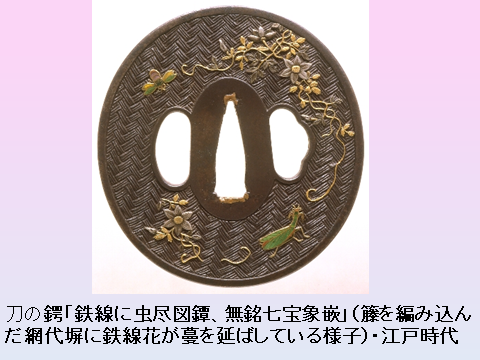 刀の鍔｢鉄線に虫尽図鐔、無銘七宝象嵌｣（籐を編み込ん
だ網代塀に鉄線花が蔓を延ばしている様子）・江戸時代